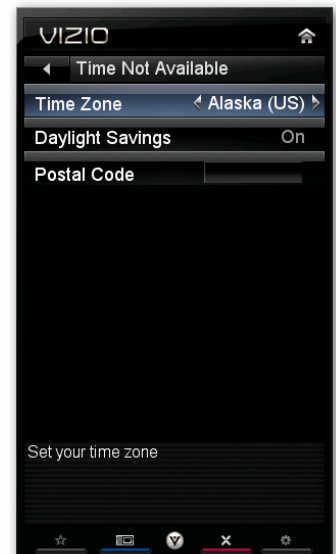 VIZIO
Time Not Available
Time Zone Alaska (US)
Daylight Savings On
Postal Code
Set your time zone